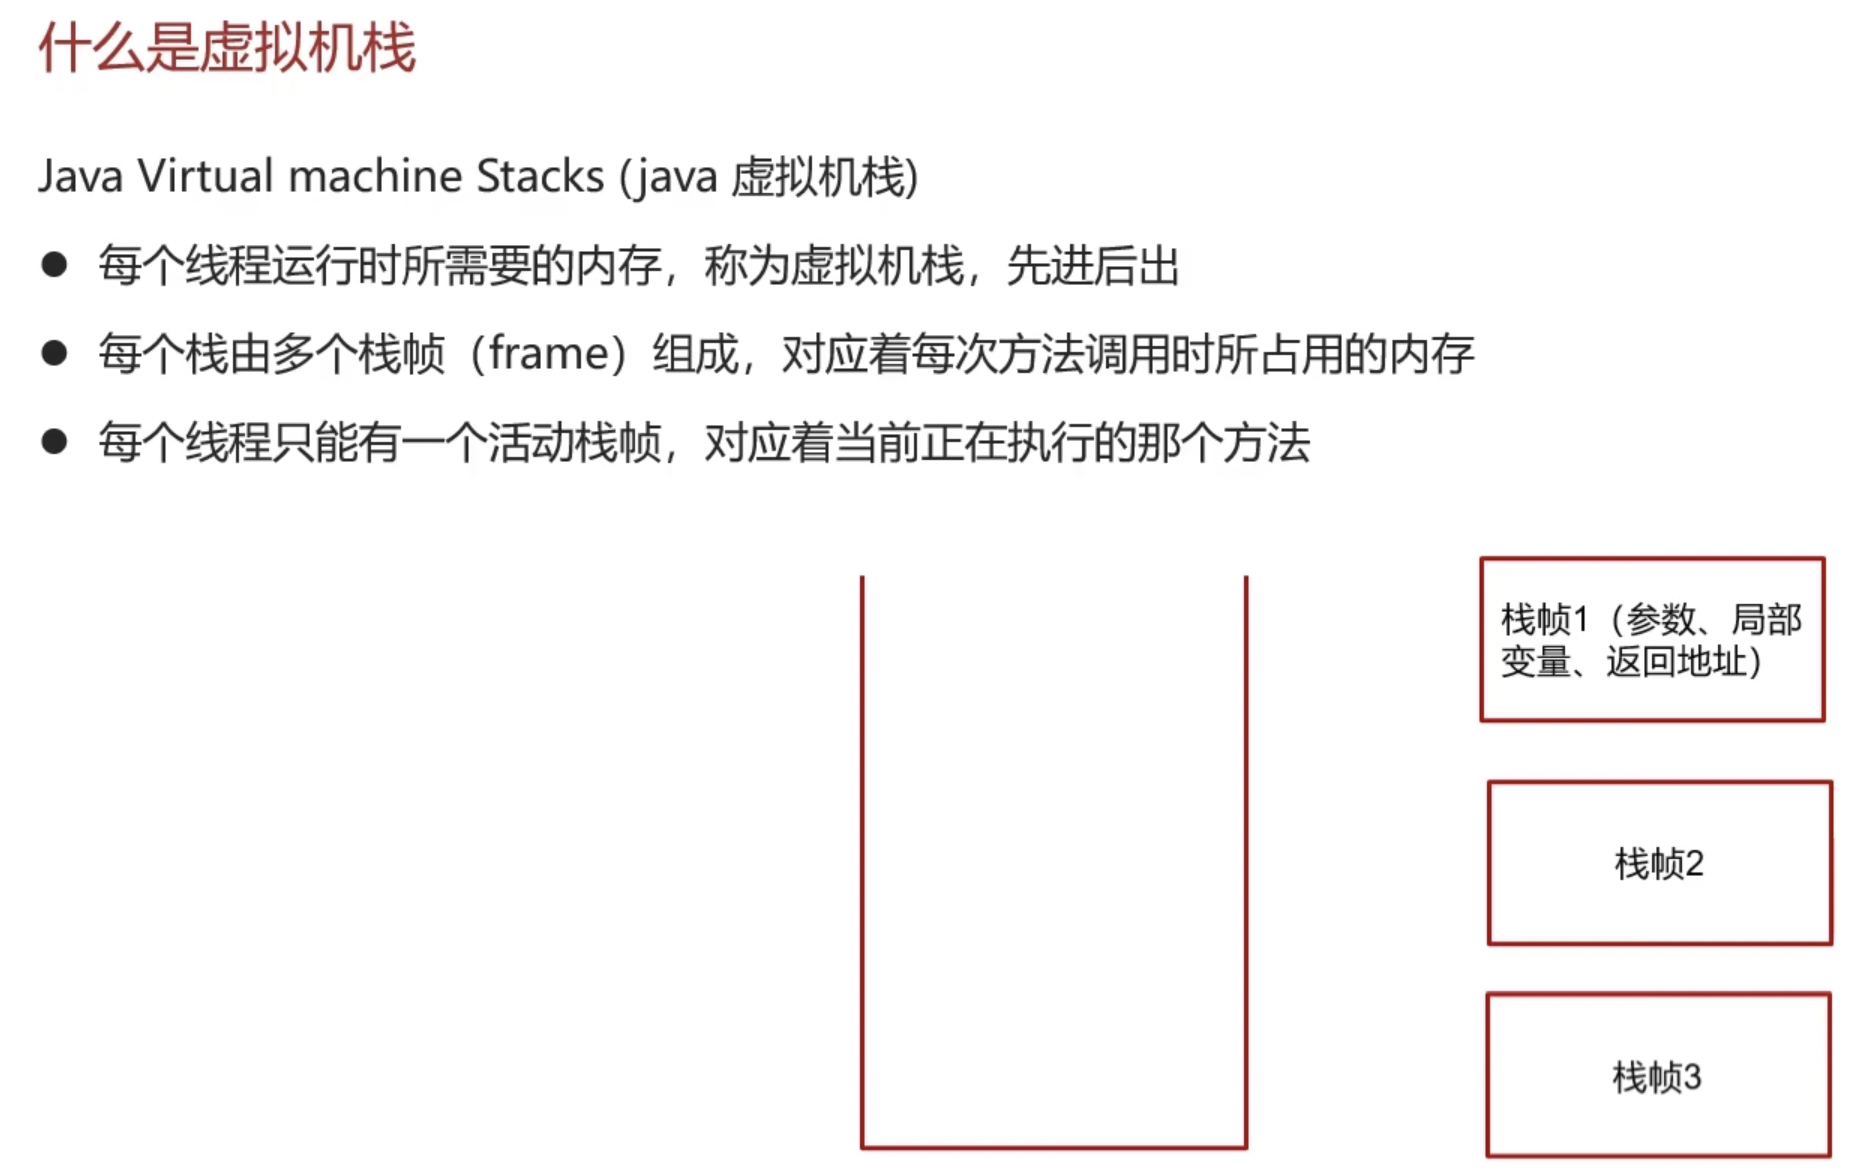 什么是虚拟机栈
Java Virtual machine Stacks (java 虚拟机栈)
● 每个线程运行时所需要的内存，称为虚拟机栈，先进后出
● 每个栈由多个栈帧（frame）组成，对应着每次方法调用时所占用的内存
● 每个线程只能有一个活动栈帧，对应着当前正在执行的那个方法
栈帧1（参数、局部
变量、返回地址）
栈帧2
栈帧3